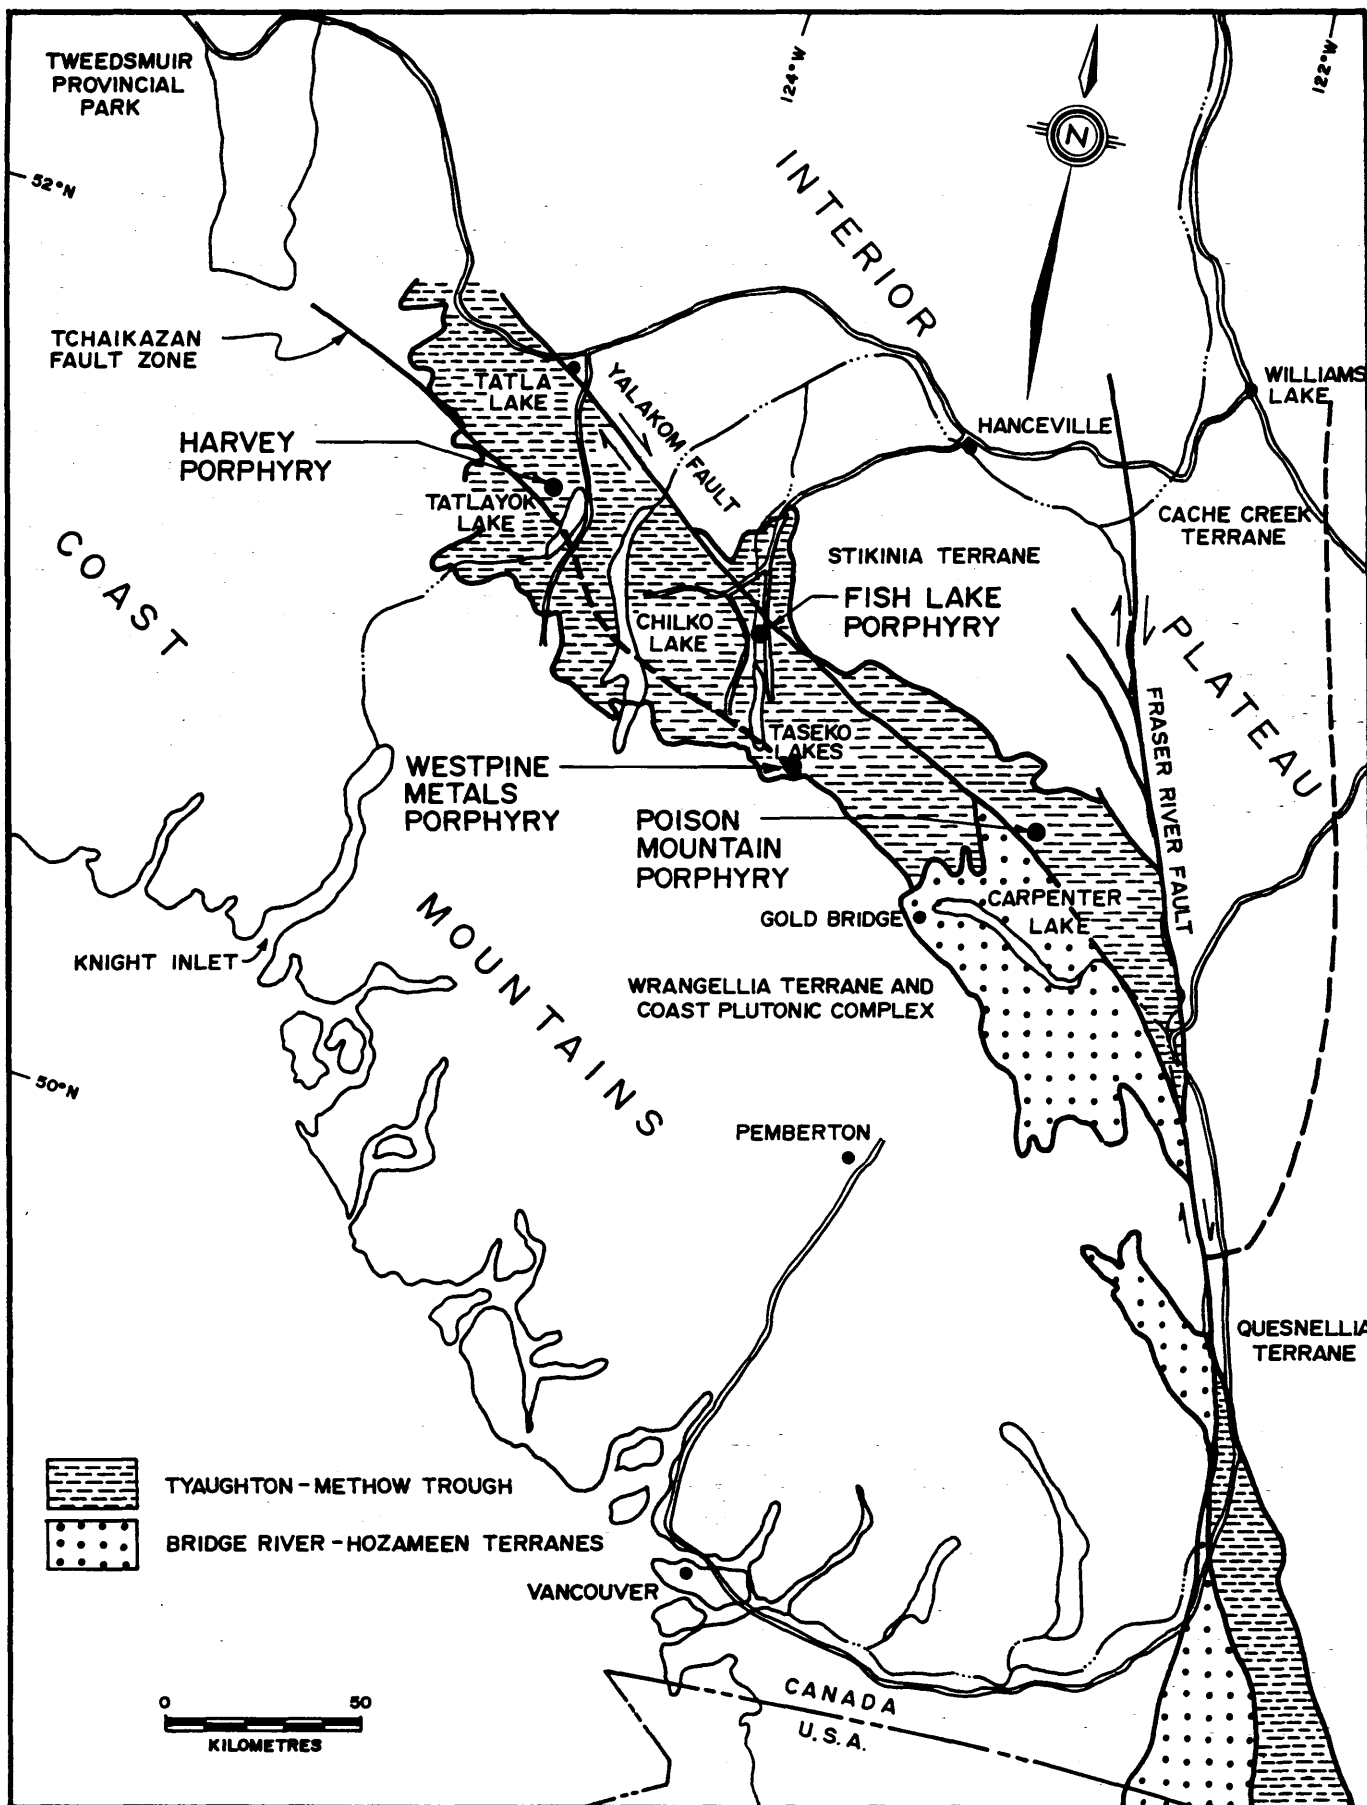 TWEEDSMUIR
PROVINCIAL
PARK
124°W
122°W
N
52°N
INTERIOR
TCHAIKAZAN
FAULT ZONE
TATLA
LAKE
YALAKOM FAULT
WILLIAMS
LAKE
HARVEY
PORPHYRY
HANCEVILLE
TATLAYOK
LAKE
CACHE CREEK
TERRANE
COAST
STIKINIA TERRANE
FISH LAKE
PORPHYRY
CHILKO
LAKE
PLATEAU
FRASER RIVER FAULT
TASEKO
LAKES
WESTPINE
METALS
PORPHYRY
POISON
MOUNTAIN
PORPHYRY
CARPENTER
LAKE
MOUNTAINS
GOLD BRIDGE
KNIGHT INLET
WRANGELLIA TERRANE AND
COAST PLUTONIC COMPLEX
50°N
PEMBERTON
QUESNELLIA
TERRANE
TYAUGHTON-METHOW TROUGH
BRIDGE RIVER-HOZAMEEN TERRANES
VANCOUVER
CANADA
U.S.A.
0 50
KILOMETRES